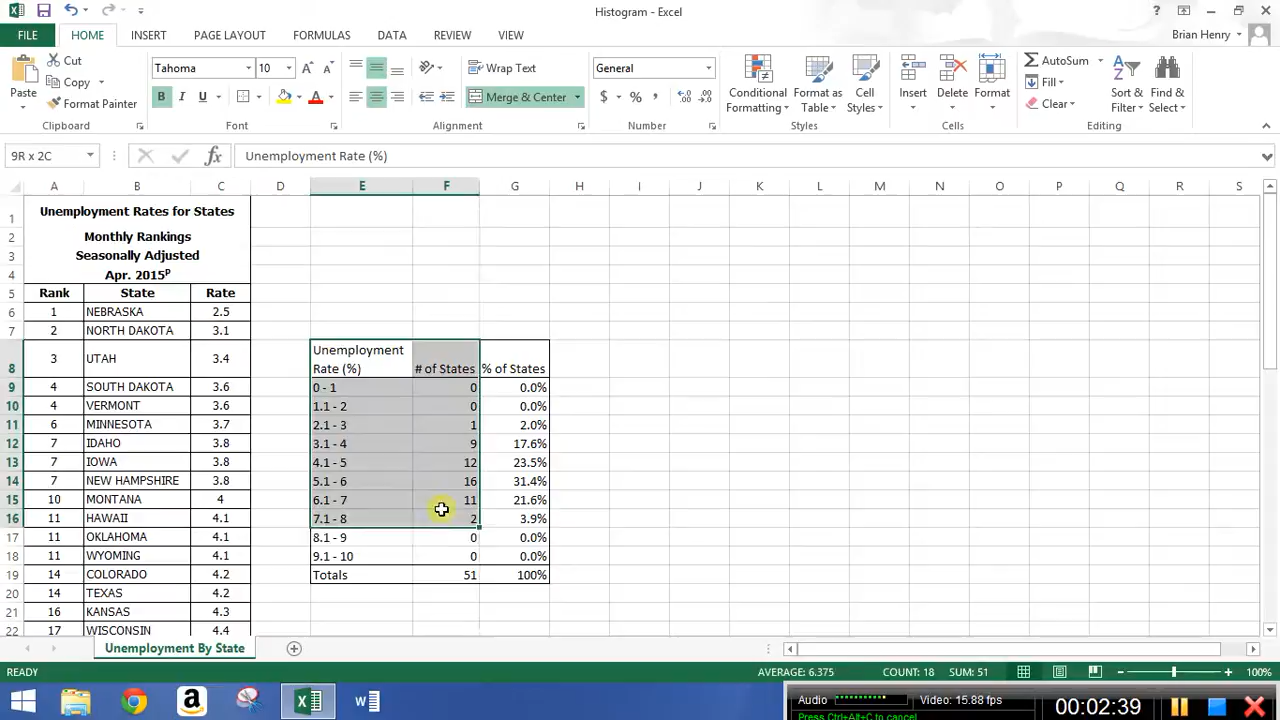 Histogram - Excel
?
FILE HOME INSERT PAGE LAYOUT FORMULAS DATA REVIEW VIEW Brian Henry
Paste Cut Copy Format Painter Clipboard
Tahoma 10 A A B I U A Font
Wrap Text Merge & Center Alignment
General $ % , Number
Conditional Formatting Format as Table Cell Styles Styles
Insert Delete Format Cells
AutoSum Fill Clear Sort & Filter Find & Select Editing
9R x 2C fx Unemployment Rate (%)
A B C D E F G H I J K L M N O P Q R S
1 Unemployment Rates for States
2 Monthly Rankings
3 Seasonally Adjusted
4 Apr. 2015ᵖ
5 Rank State Rate
6 1 NEBRASKA 2.5
7 2 NORTH DAKOTA 3.1
8 3 UTAH 3.4 Unemployment Rate (%) # of States % of States
9 4 SOUTH DAKOTA 3.6 0 - 1 0 0.0%
10 4 VERMONT 3.6 1.1 - 2 0 0.0%
11 6 MINNESOTA 3.7 2.1 - 3 1 2.0%
12 7 IDAHO 3.8 3.1 - 4 9 17.6%
13 7 IOWA 3.8 4.1 - 5 12 23.5%
14 7 NEW HAMPSHIRE 3.8 5.1 - 6 16 31.4%
15 10 MONTANA 4 6.1 - 7 11 21.6%
16 11 HAWAII 4.1 7.1 - 8 2 3.9%
17 11 OKLAHOMA 4.1 8.1 - 9 0 0.0%
18 11 WYOMING 4.1 9.1 - 10 0 0.0%
19 14 COLORADO 4.2 Totals 51 100%
20 14 TEXAS 4.2
21 16 KANSAS 4.3
22 17 WISCONSIN 4.4
Unemployment By State
READY AVERAGE: 6.375 COUNT: 18 SUM: 51 100%
Audio Video: 15.88 fps 00:02:39
Press Ctrl+Alt+C to cancel